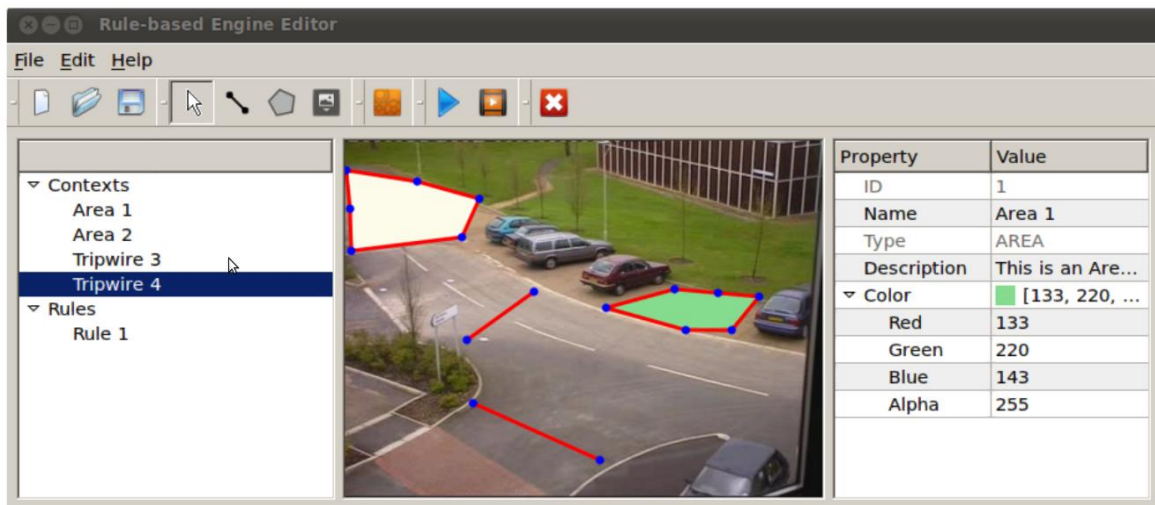 Rule-based Engine Editor
File Edit Help
Contexts
Area 1
Area 2
Tripwire 3
Tripwire 4
Rules
Rule 1
Property Value
ID 1
Name Area 1
Type AREA
Description This is an Are...
Color [133, 220, ...
Red 133
Green 220
Blue 143
Alpha 255